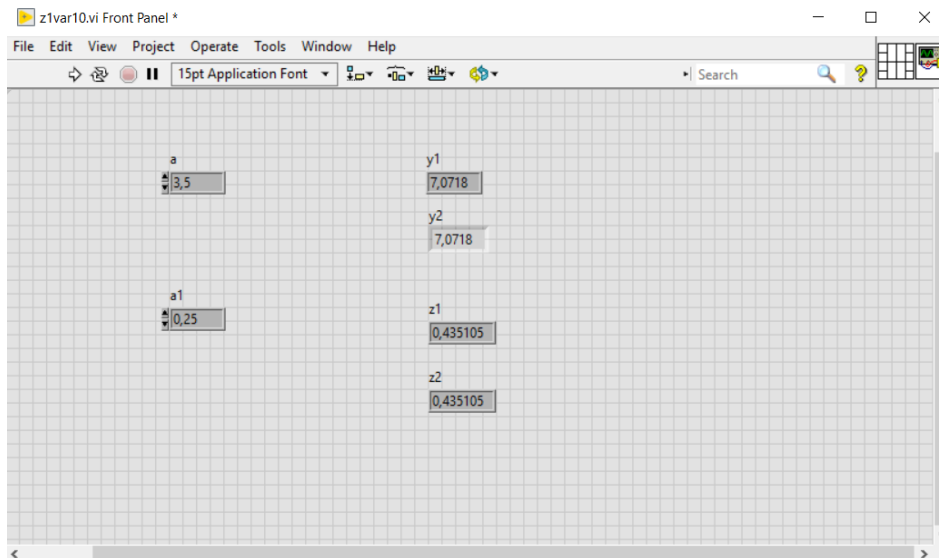 z1var10.vi Front Panel *
File Edit View Project Operate Tools Window Help
15pt Application Font Search
a
3,5
y1
7,0718
y2
7,0718
a1
0,25
z1
0,435105
z2
0,435105